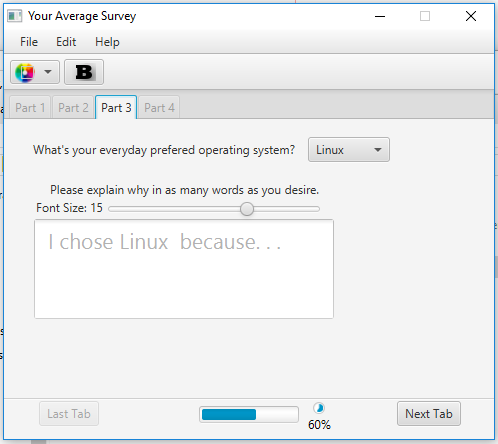 Your Average Survey
File Edit Help
B
Part 1 Part 2 Part 3 Part 4
What's your everyday prefered operating system? Linux
Please explain why in as many words as you desire.
Font Size: 15
I chose Linux  because. . .
Last Tab 60% Next Tab